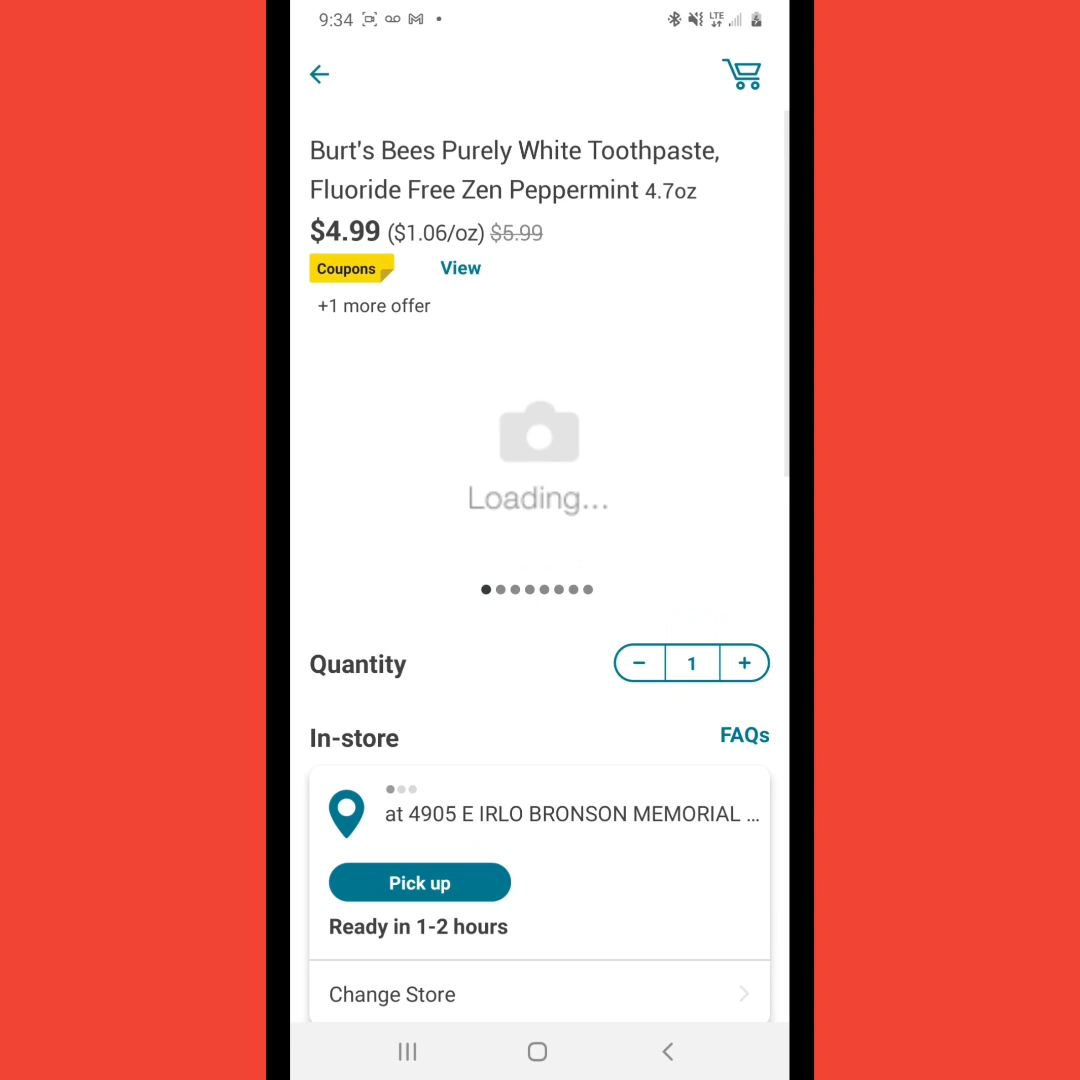 9:34 LTE
Burt's Bees Purely White Toothpaste,
Fluoride Free Zen Peppermint 4.7oz
$4.99 ($1.06/oz) $5.99
Coupons View
+1 more offer
Loading...
Quantity − 1 +
In-store FAQs
at 4905 E IRLO BRONSON MEMORIAL ...
Pick up
Ready in 1-2 hours
Change Store